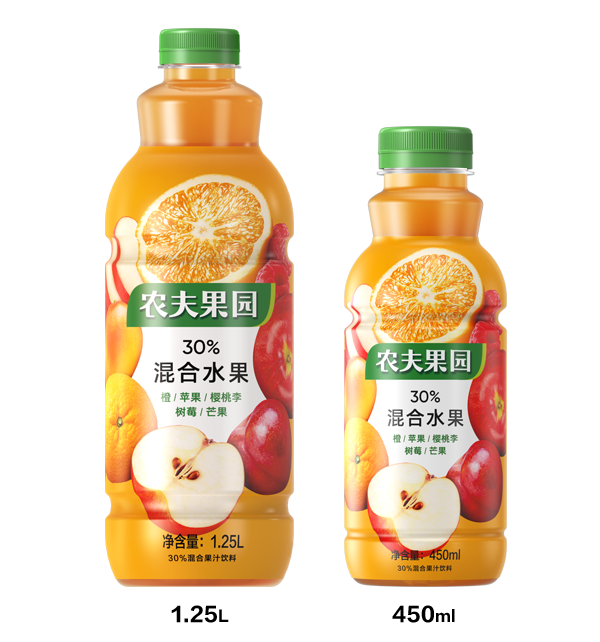 农夫果园
30%
混合水果
橙 / 苹果 / 樱桃李
树莓 / 芒果
净含量：1.25L
30%混合果汁饮料
1.25L
农夫果园
30%
混合水果
橙 / 苹果 / 樱桃李
树莓 / 芒果
净含量：450ml
30%混合果汁饮料
450ml